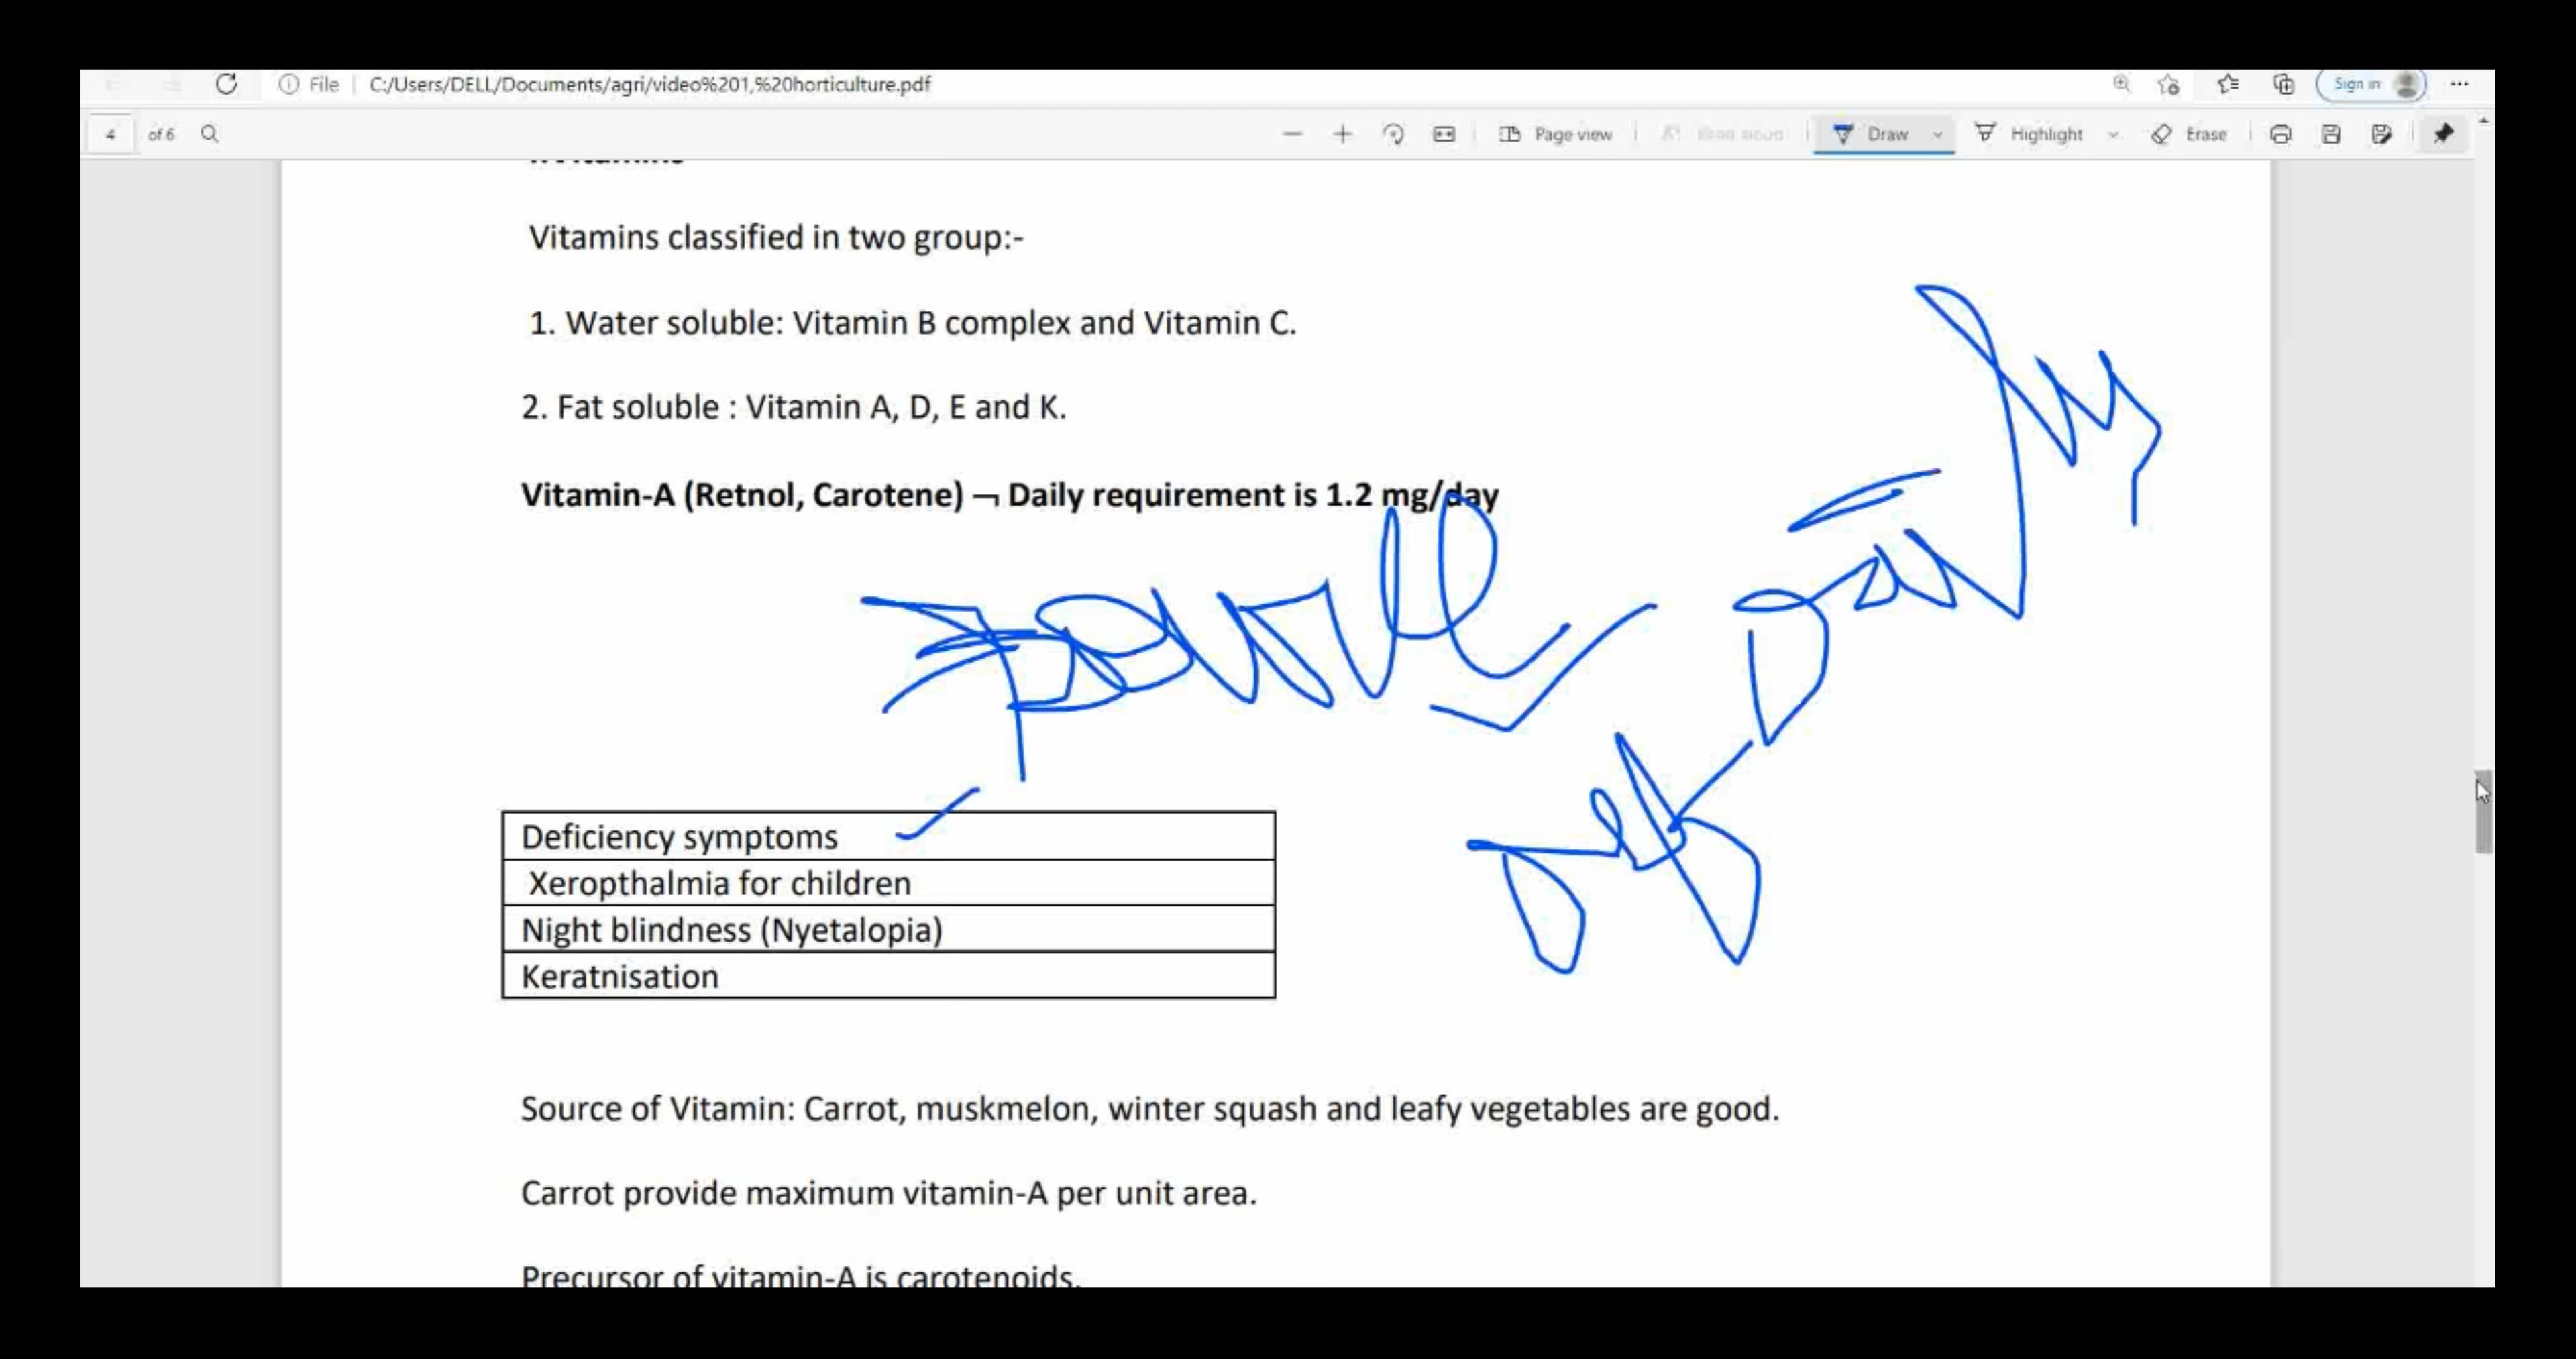 File C:/Users/DELL/Documents/agri/video%201,%20horticulture.pdf Sign in
4 of 6 Page view Read aloud Draw Highlight Erase
Vitamins classified in two group:-
1. Water soluble: Vitamin B complex and Vitamin C.
2. Fat soluble : Vitamin A, D, E and K.
Vitamin-A (Retnol, Carotene) ¬ Daily requirement is 1.2 mg/day
Deficiency symptoms
Xeropthalmia for children
Night blindness (Nyetalopia)
Keratnisation
Source of Vitamin: Carrot, muskmelon, winter squash and leafy vegetables are good.
Carrot provide maximum vitamin-A per unit area.
Precursor of vitamin-A is carotenoids.